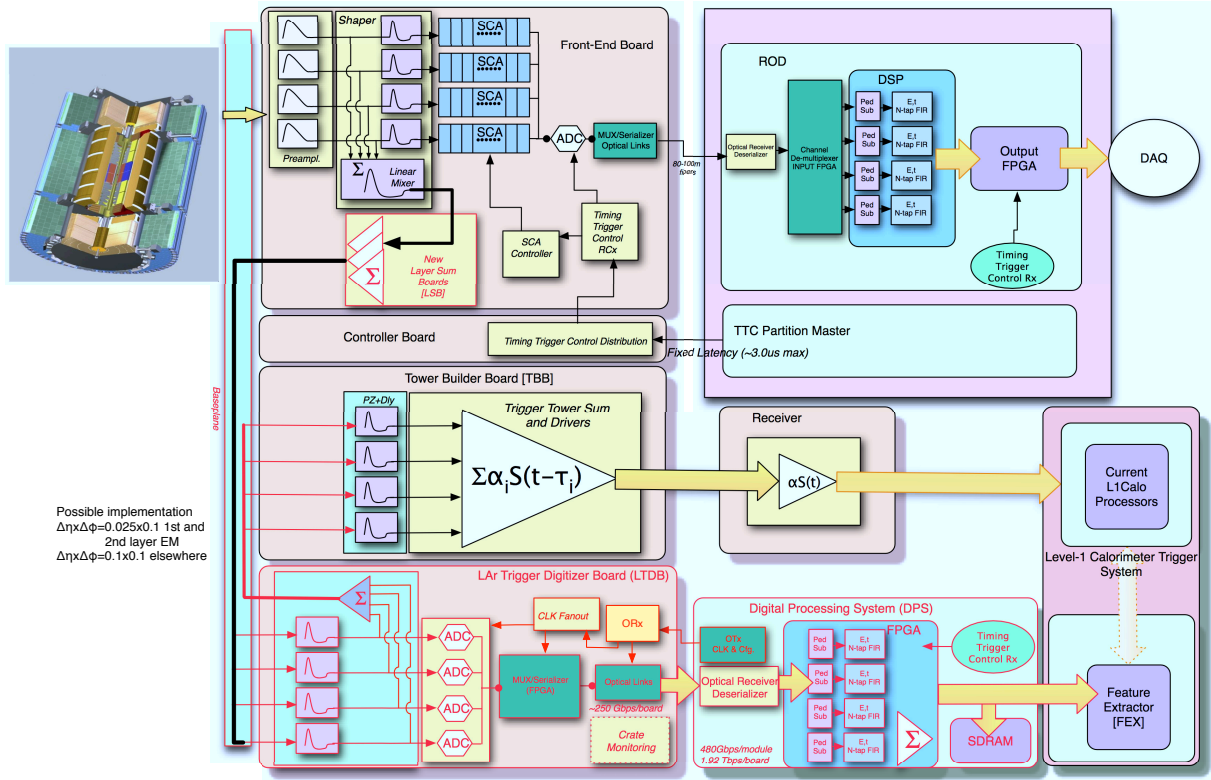 Shaper
Preampl.
Σ
Linear
Mixer
SCA
SCA
SCA
SCA
Front-End Board
ADC
MUX/Serializer
Optical Links
80-100m
fibers
New
Layer Sum
Boards
[LSB]
Σ
SCA
Controller
Timing
Trigger
Control
RCx
ROD
Optical Receiver
Deserializer
Channel
De-multiplexer
INPUT FPGA
DSP
Ped
Sub
E,t
N-tap FIR
Ped
Sub
E,t
N-tap FIR
Ped
Sub
E,t
N-tap FIR
Ped
Sub
E,t
N-tap FIR
Output
FPGA
Timing
Trigger
Control Rx
DAQ
Controller Board
Timing Trigger Control Distribution
TTC Partition Master
Fixed Latency (~3.0us max)
Baseplane
Tower Builder Board [TBB]
PZ+Dly
Trigger Tower Sum
and Drivers
ΣαᵢS(t-τᵢ)
Receiver
αS(t)
Current
L1Calo
Processors
Level-1 Calorimeter Trigger
System
Possible implementation
ΔηxΔφ=0.025x0.1 1st and
2nd layer EM
ΔηxΔφ=0.1x0.1 elsewhere
LAr Trigger Digitizer Board (LTDB)
Σ
ADC
ADC
ADC
ADC
CLK Fanout
ORx
MUX/Serializer
(FPGA)
Optical Links
~250 Gbps/board
Crate
Monitoring
Digital Processing System (DPS)
OTx
CLK & Cfg.
Optical Receiver
Deserializer
FPGA
Ped
Sub
E,t
N-tap FIR
Ped
Sub
E,t
N-tap FIR
Ped
Sub
E,t
N-tap FIR
Ped
Sub
E,t
N-tap FIR
Σ
480Gbps/module
1.92 Tbps/board
Timing
Trigger
Control Rx
SDRAM
Feature
Extractor
[FEX]